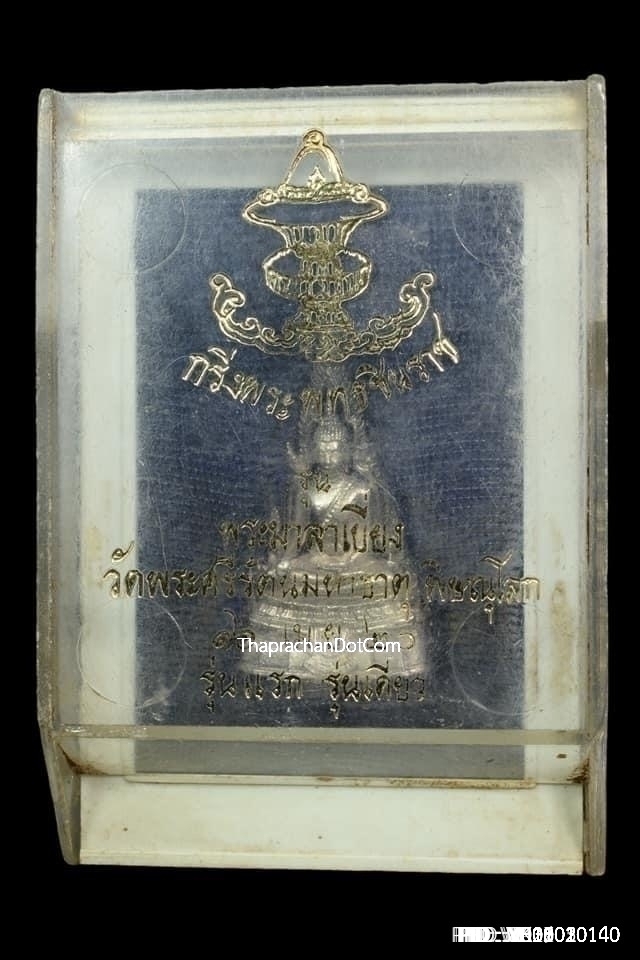 กริ่งพระพุทธชินราช
รุ่น
พระมาลาเบี่ยง
วัดพระศรีรัตนมหาธาตุ พิษณุโลก
ThaprachanDotCom
รุ่นแรก รุ่นเดียว